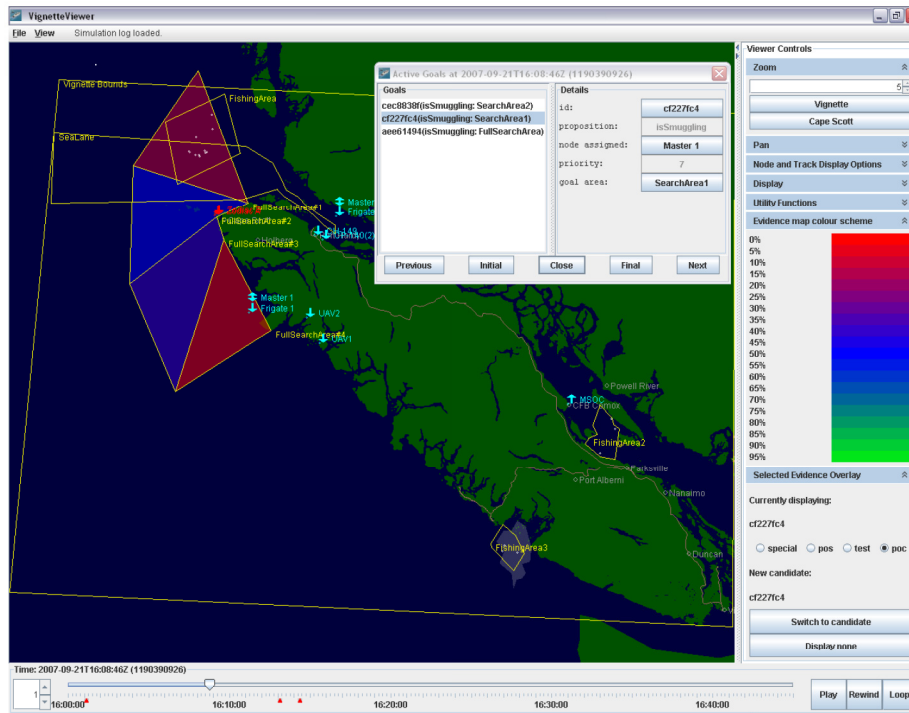 VignetteViewer
File View Simulation log loaded.
Vignette Bounds
FishingArea
SeaLane
FullSearchArea#1
FullSearchArea#2
FullSearchArea#3
Master 1
Frigate 1
UAV2
UAV1
FullSearchArea#4
MSOC
CFB Comox
Powell River
FishingArea2
Parksville
Port Alberni
Nanaimo
FishingArea3
Duncan
Active Goals at 2007-09-21T16:08:46Z (1190390926)
Goals
cec8838f(isSmuggling: SearchArea2)
cf227fc4(isSmuggling: SearchArea1)
aee61494(isSmuggling: FullSearchArea)
Details
id: cf227fc4
proposition: isSmuggling
node assigned: Master 1
priority: 7
goal area: SearchArea1
Previous Initial Close Final Next
Viewer Controls
Zoom
5
Vignette
Cape Scott
Pan
Node and Track Display Options
Display
Utility Functions
Evidence map colour scheme
0%
5%
10%
15%
20%
25%
30%
35%
40%
45%
50%
55%
60%
65%
70%
75%
80%
85%
90%
95%
Selected Evidence Overlay
Currently displaying:
cf227fc4
special pos test poc
New candidate:
cf227fc4
Switch to candidate
Display none
Time: 2007-09-21T16:08:46Z (1190390926)
1
16:00:00 16:10:00 16:20:00 16:30:00 16:40:00
Play Rewind Loop